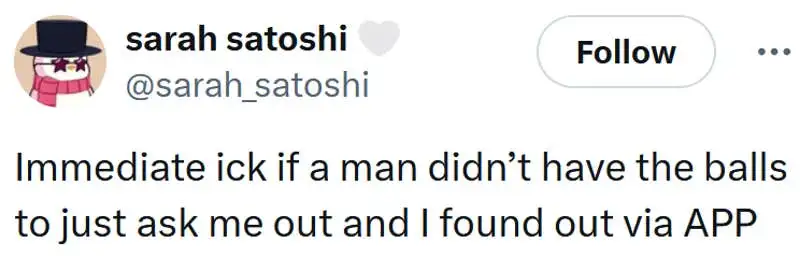 sarah satoshi 🤍
@sarah_satoshi
Follow
Immediate ick if a man didn’t have the balls
to just ask me out and I found out via APP